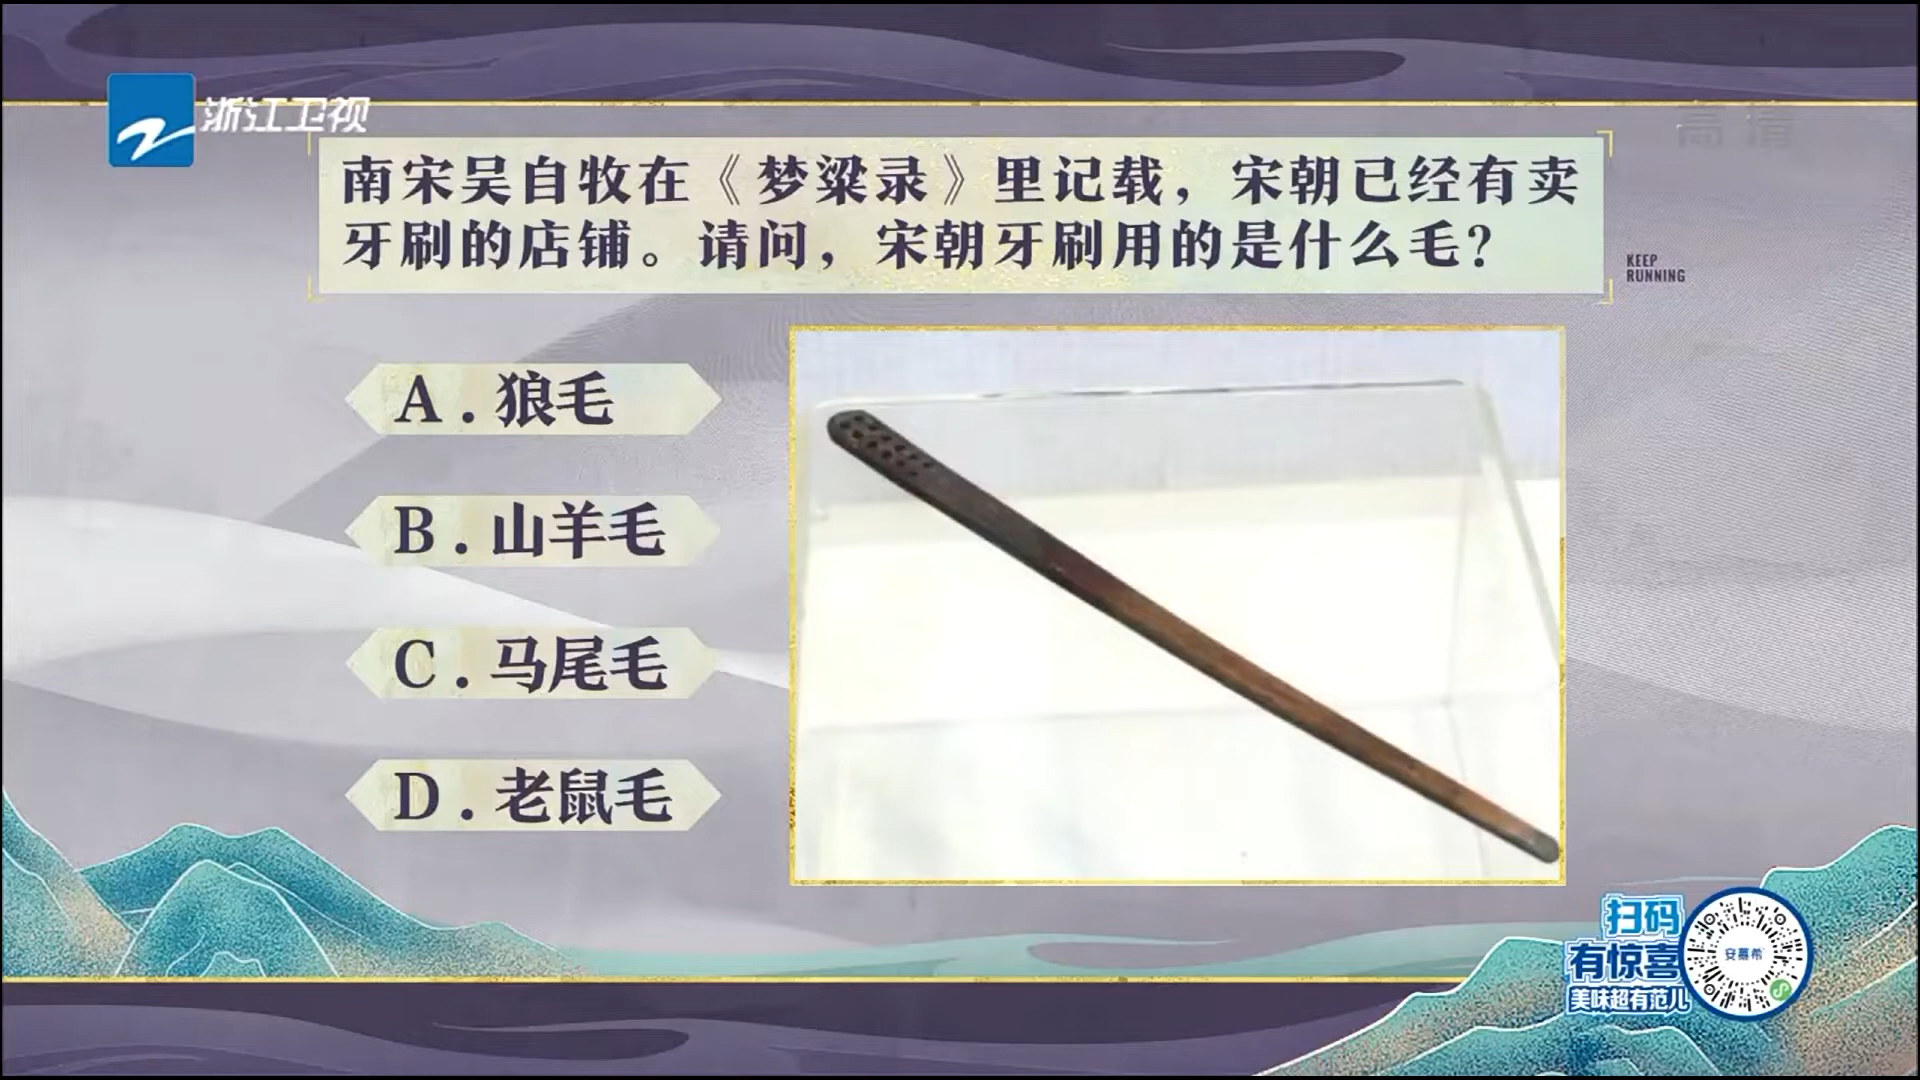 浙江卫视
高清
南宋吴自牧在《梦粱录》里记载，宋朝已经有卖
牙刷的店铺。请问，宋朝牙刷用的是什么毛？
KEEP
RUNNING
A.狼毛
B.山羊毛
C.马尾毛
D.老鼠毛
扫码
有惊喜
美味超有范儿
安慕希